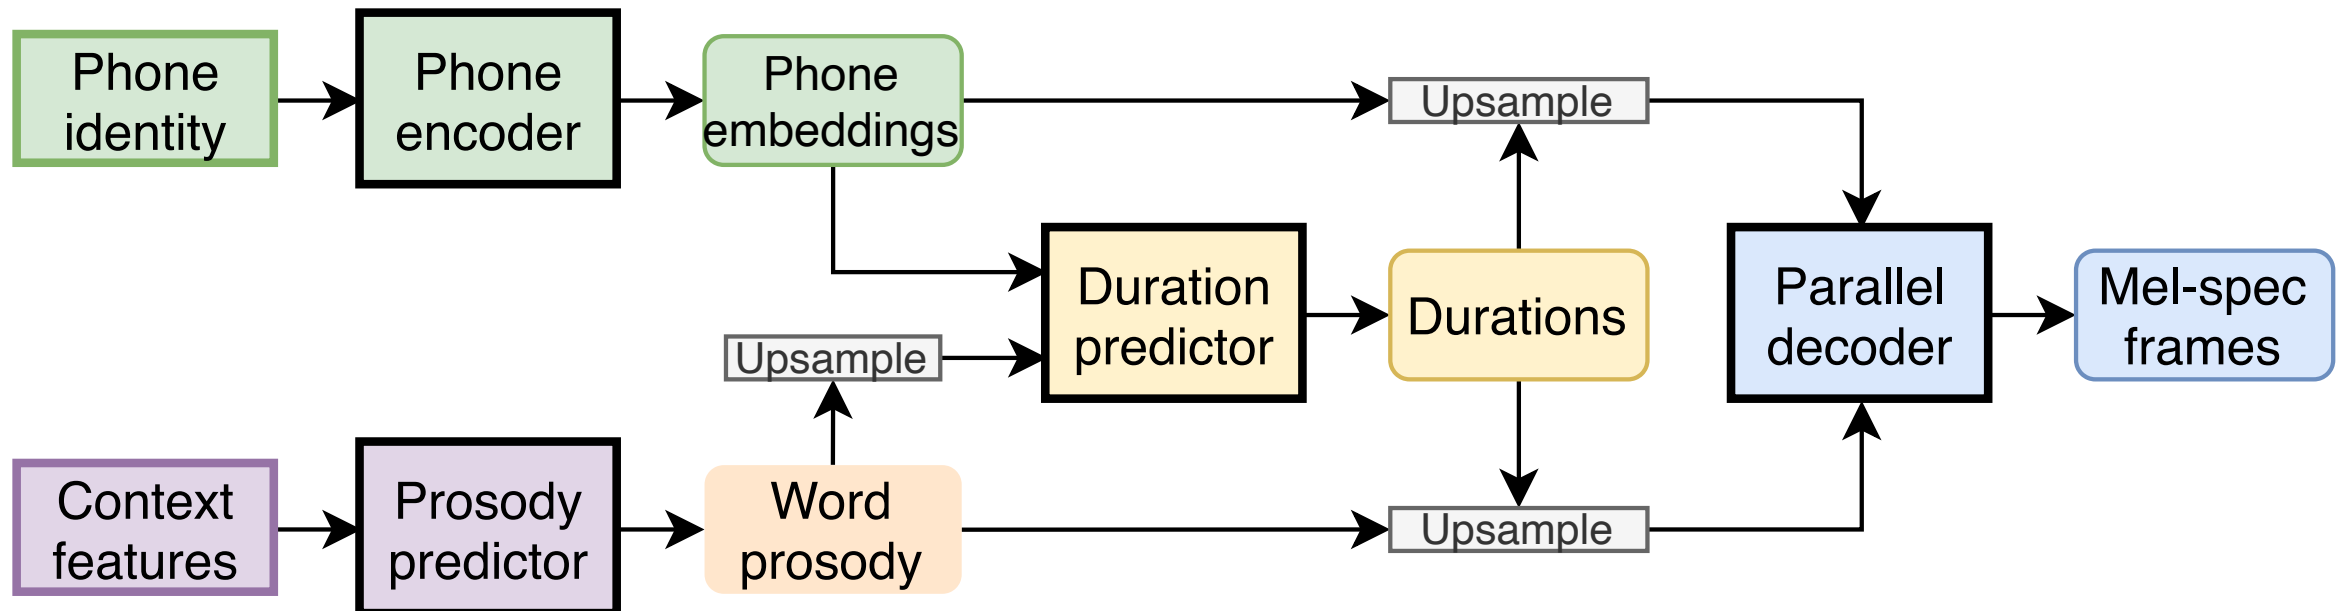 Phone
identity
Phone
encoder
Phone
embeddings
Upsample
Duration
predictor
Durations
Parallel
decoder
Mel-spec
frames
Upsample
Context
features
Prosody
predictor
Word
prosody
Upsample